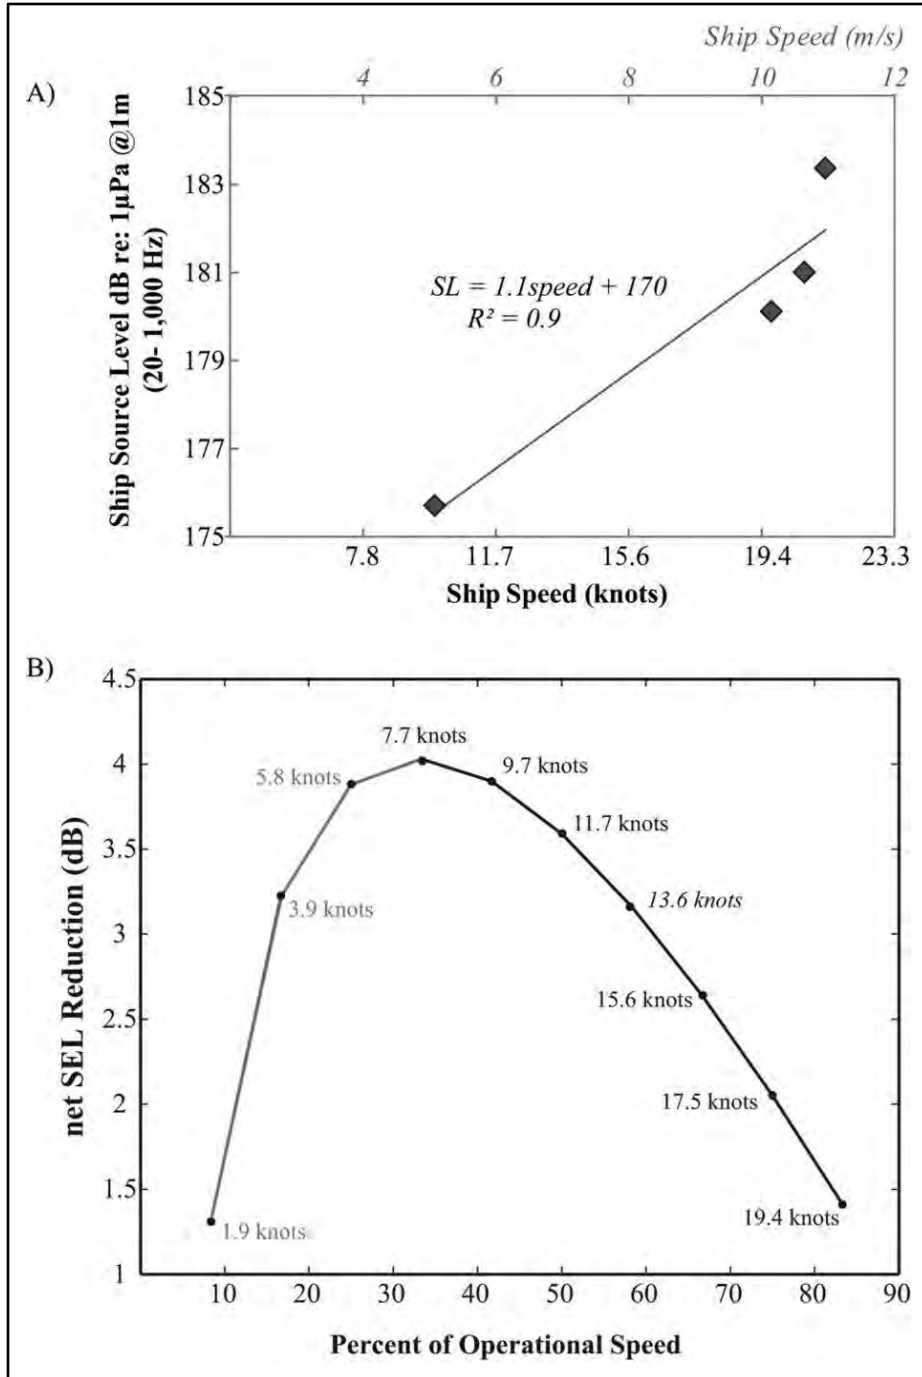 Ship Speed (m/s)
4 6 8 10 12
A)
185
183
181
179
177
175
Ship Source Level dB re: 1µPa @1m
(20- 1,000 Hz)
SL = 1.1speed + 170
R² = 0.9
7.8 11.7 15.6 19.4 23.3
Ship Speed (knots)
B)
4.5
4
3.5
3
2.5
2
1.5
1
net SEL Reduction (dB)
7.7 knots
5.8 knots
9.7 knots
11.7 knots
3.9 knots
13.6 knots
15.6 knots
17.5 knots
19.4 knots
1.9 knots
10 20 30 40 50 60 70 80 90
Percent of Operational Speed